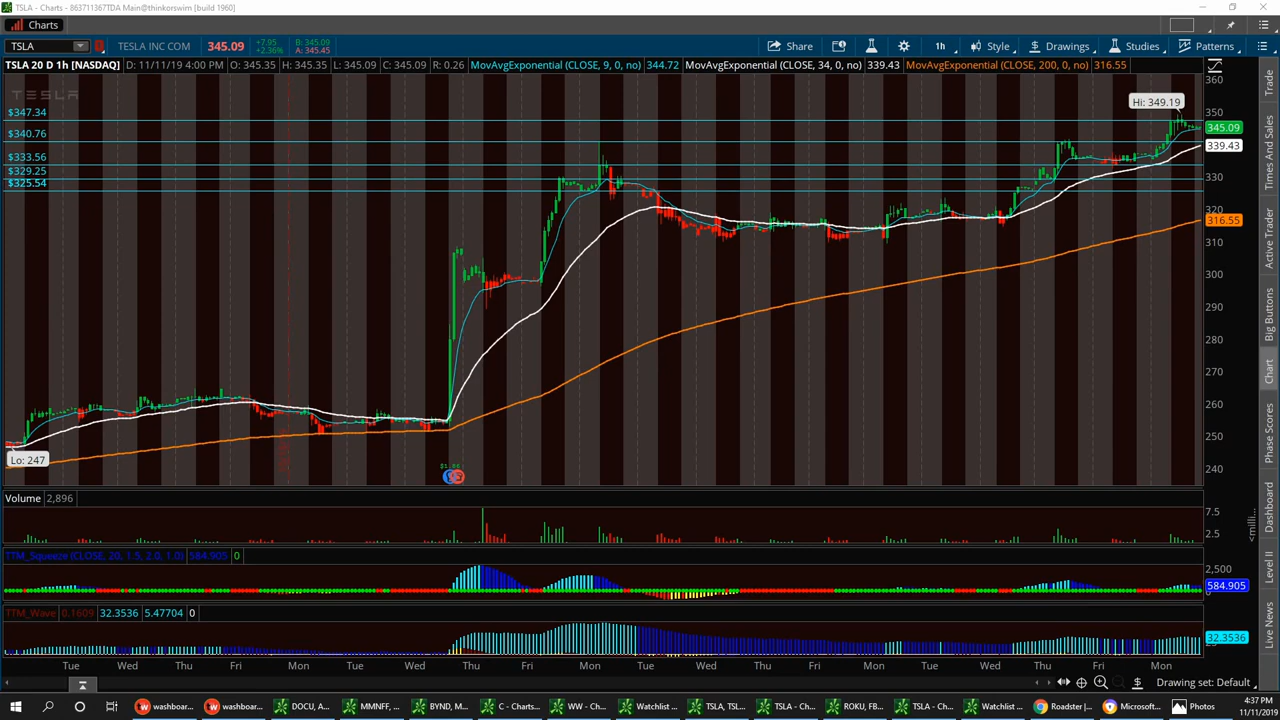 TSLA - Charts - 863711367TDA Main@thinkorswim [build 1960]
Charts
TSLA TESLA INC COM 345.09 +7.95 +2.36% B: 345.09 A: 345.45 Share 1h Style Drawings Studies Patterns
TSLA 20 D 1h [NASDAQ] D: 11/11/19 4:00 PM O: 345.35 H: 345.35 L: 345.09 C: 345.09 R: 0.26 MovAvgExponential (CLOSE, 9, 0, no) 344.72 MovAvgExponential (CLOSE, 34, 0, no) 339.43 MovAvgExponential (CLOSE, 200, 0, no) 316.55
TESLA
$347.34
$340.76
$333.56
$329.25
$325.54
Hi: 349.19
Lo: 247
360
350
345.09
339.43
330
320
316.55
310
300
290
280
270
260
250
240
Volume 2,896
7.5
2.5
<milli...
TTM_Squeeze (CLOSE, 20, 1.5, 2.0, 1.0) 584.905 0
2,500
584.905
TTM_Wave 0.1609 32.3536 5.47704 0
32.3536
Tue Wed Thu Fri Mon Tue Wed Thu Fri Mon Tue Wed Thu Mon Tue Wed Thu Fri Mon
Drawing set: Default
Trade
Times And Sales
Active Trader
Big Buttons
Chart
Phase Scores
Dashboard
Level II
Live News
washboar... washboar... DOCU, A... MMNFF, ... BYND, M... C - Charts... WW - Cha... Watchlist ... TSLA, TSL... TSLA - Ch... ROKU, FB... TSLA - Ch... Watchlist ... Roadster |... Microsoft... Photos
4:37 PM
11/11/2019